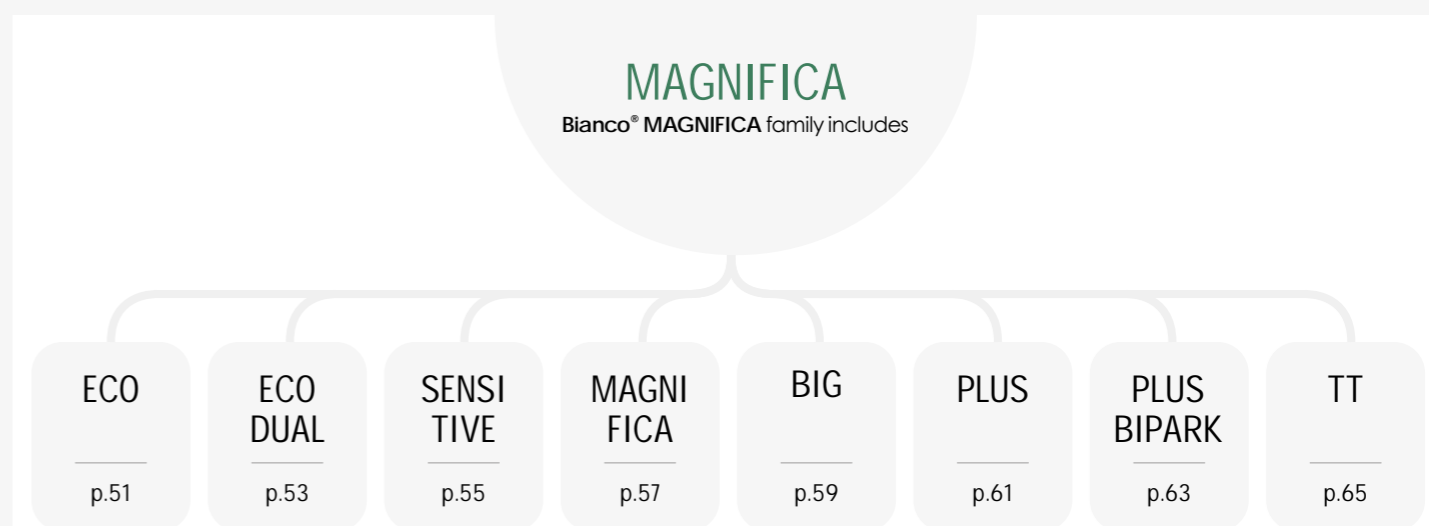 MAGNIFICA
Bianco® MAGNIFICA family includes
ECO
p.51
ECO
DUAL
p.53
SENSI
TIVE
p.55
MAGNI
FICA
p.57
BIG
p.59
PLUS
p.61
PLUS
BIPARK
p.63
TT
p.65